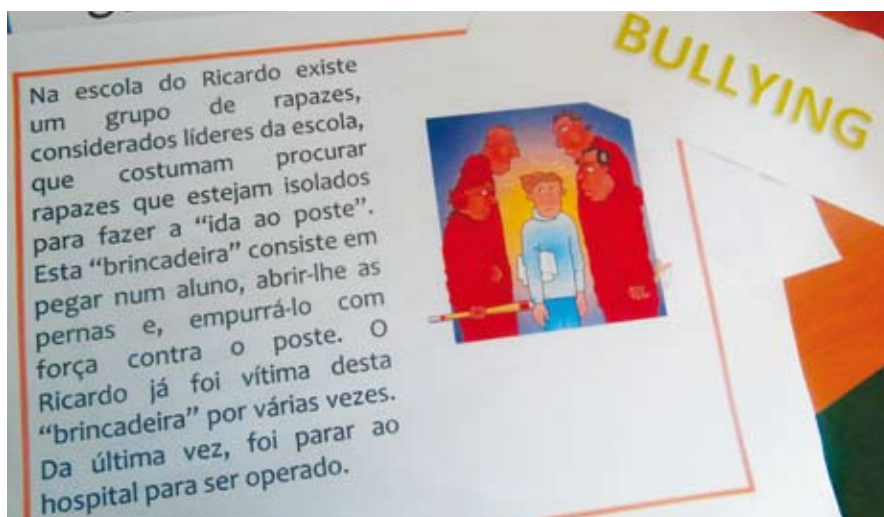 Na escola do Ricardo existe
um grupo de rapazes,
considerados líderes da escola,
que costumam procurar
rapazes que estejam isolados
para fazer a “ida ao poste”.
Esta “brincadeira” consiste em
pegar num aluno, abrir-lhe as
pernas e, empurrá-lo com
força contra o poste. O
Ricardo já foi vítima desta
“brincadeira” por várias vezes.
Da última vez, foi parar ao
hospital para ser operado.
BULLYING